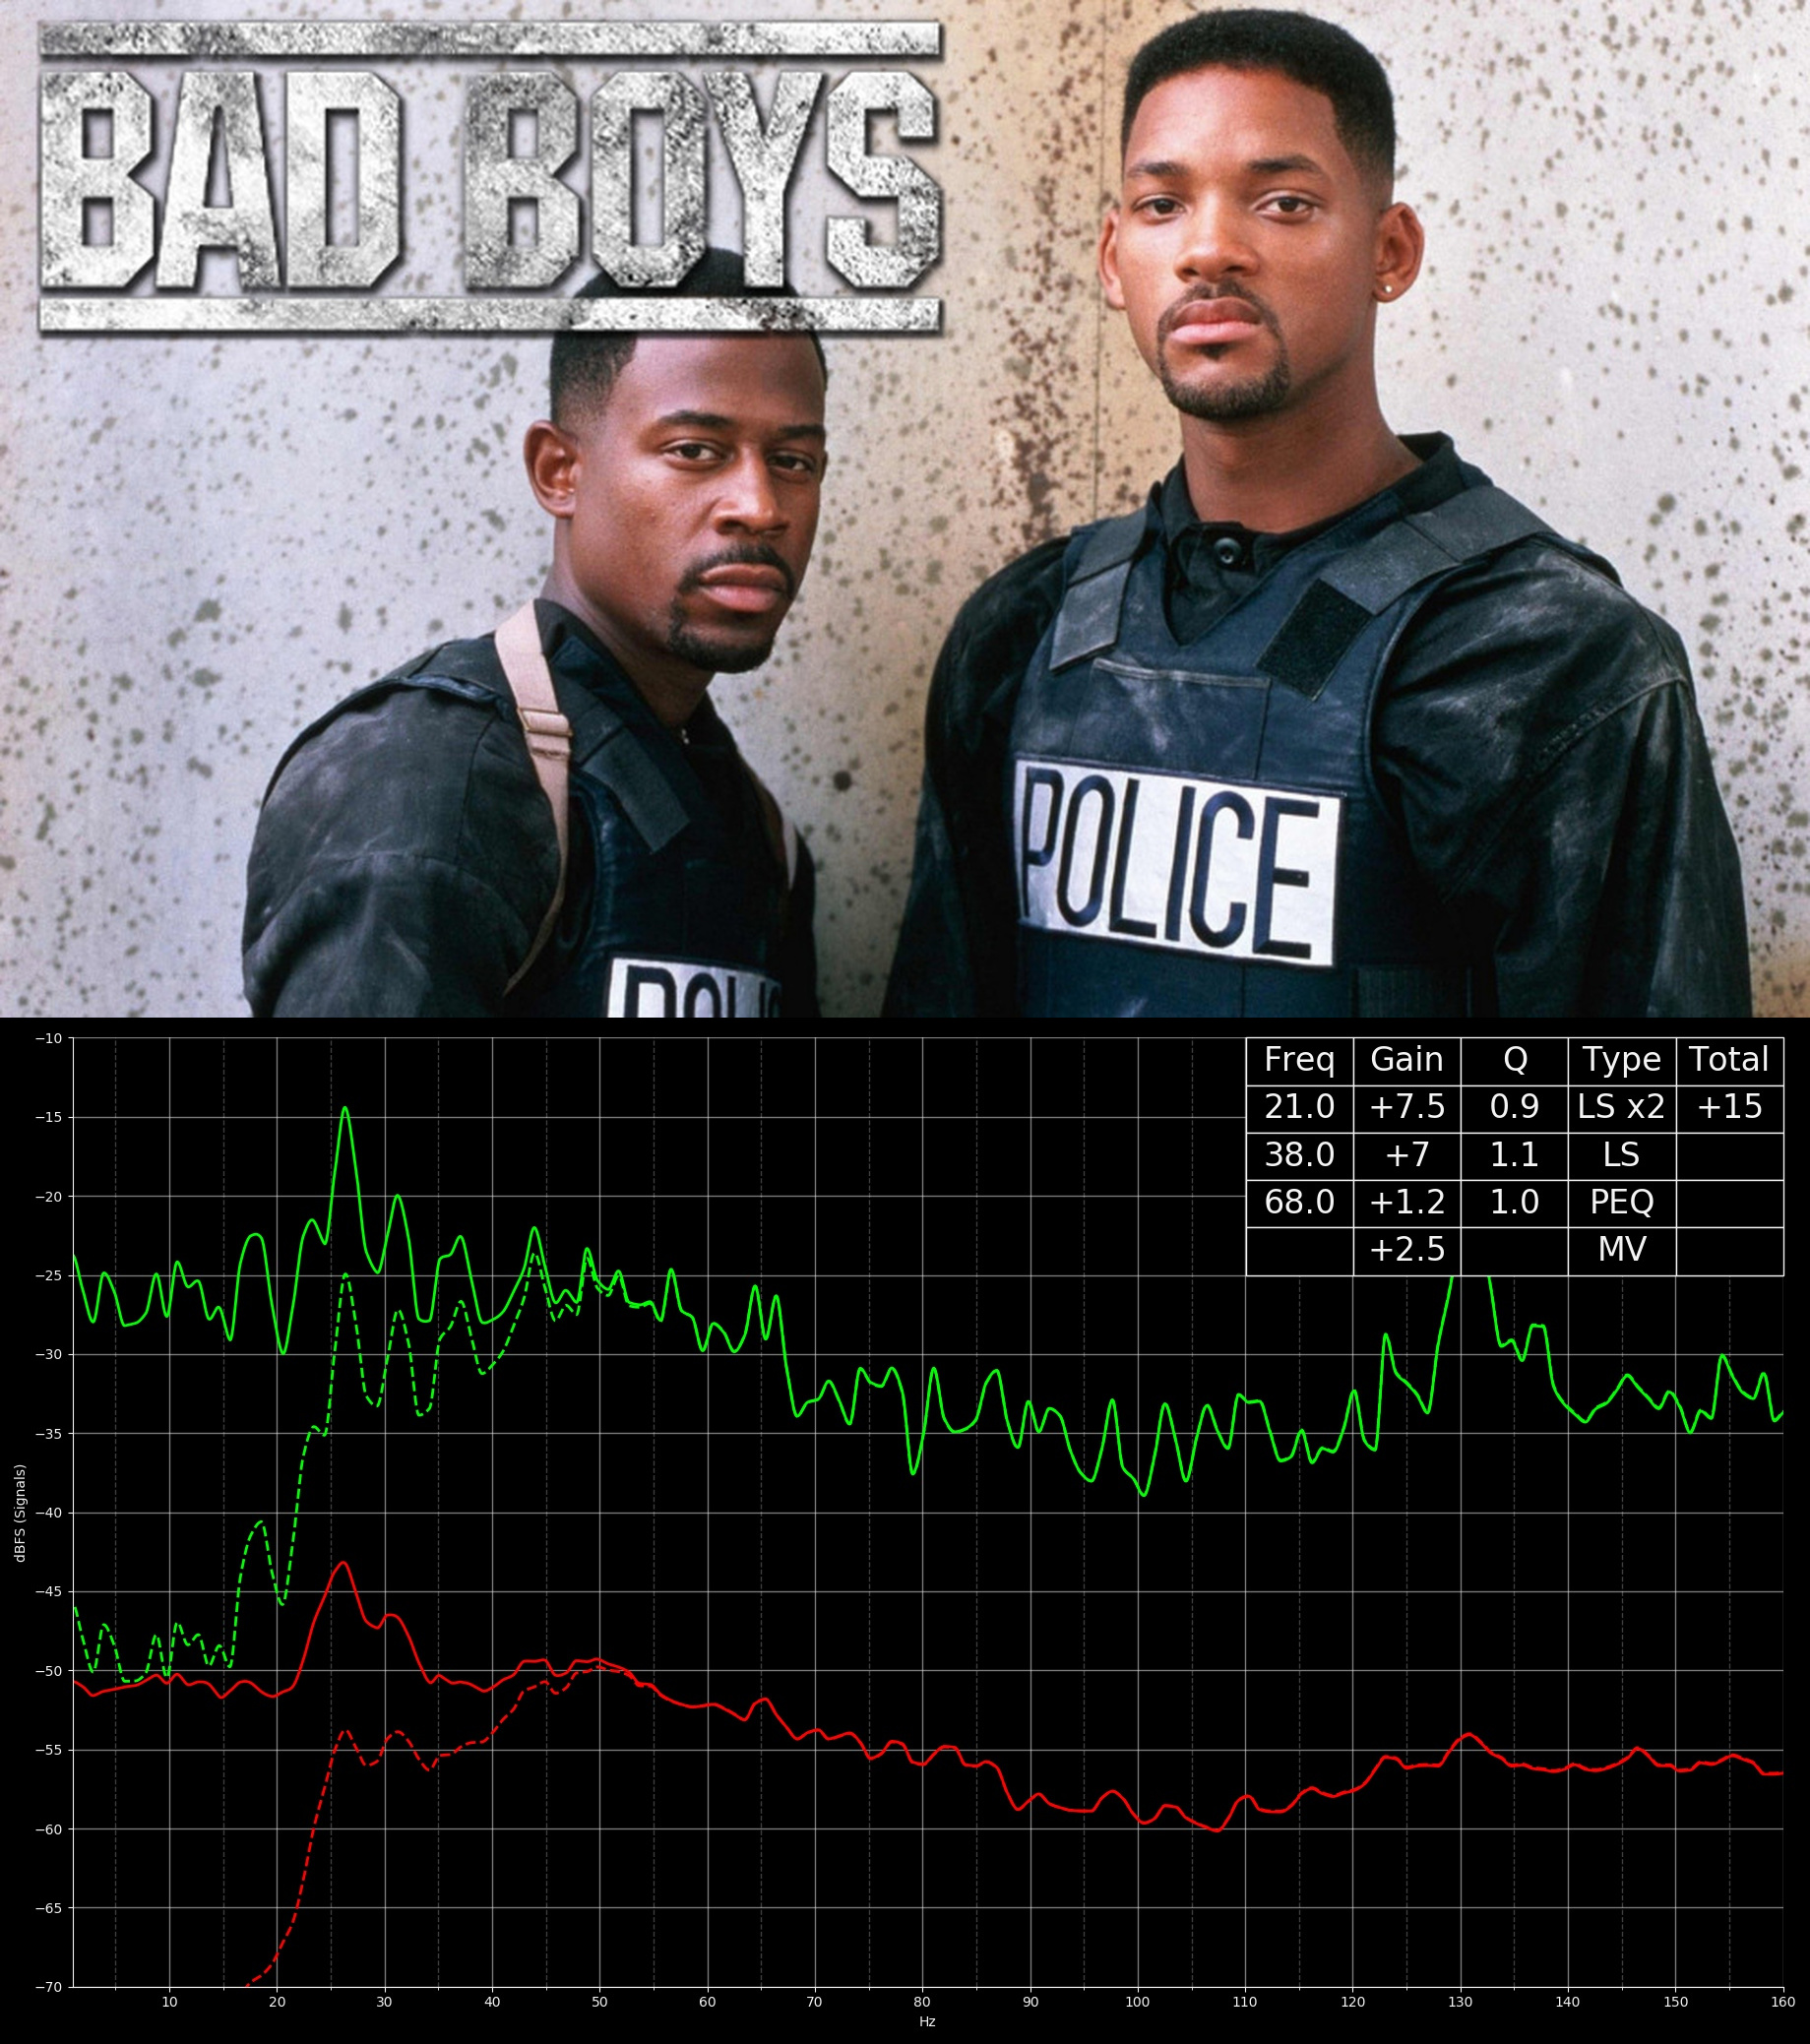 BAD BOYS
POLICE
POLIC
Freq Gain Q Type Total
21.0 +7.5 0.9 LS x2 +15
38.0 +7 1.1 LS
68.0 +1.2 1.0 PEQ
+2.5 MV
−10
−15
−20
−25
−30
−35
−40
−45
−50
−55
−60
−65
−70
dBFS (Signals)
10 20 30 40 50 60 70 80 90 100 110 120 130 140 150 160
Hz